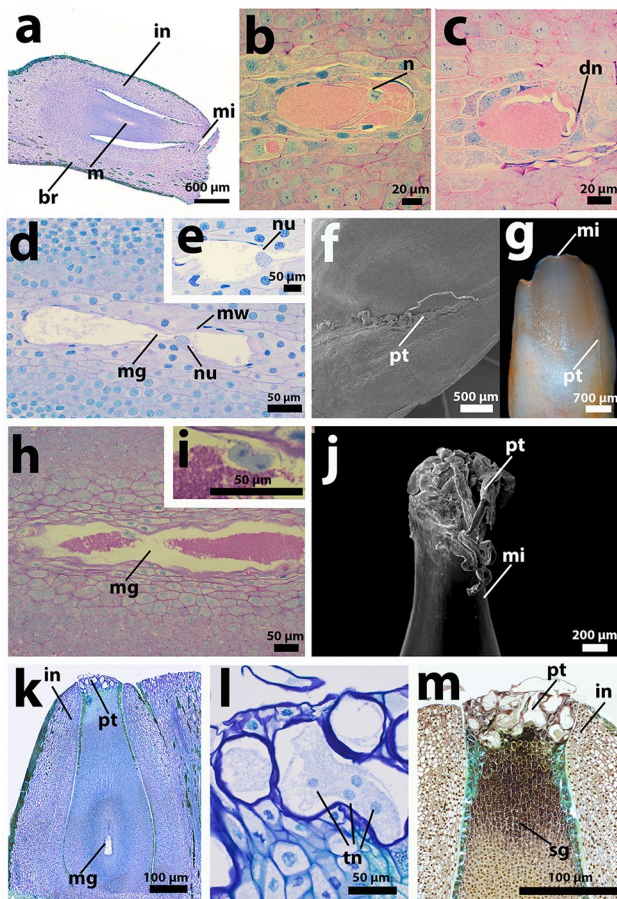 a
in
mi
br
m
600 µm
b
n
20 µm
c
dn
20 µm
d
mw
mg
nu
50 µm
e
nu
50 µm
f
pt
500 µm
g
mi
pt
700 µm
h
mg
50 µm
i
50 µm
j
pt
mi
200 µm
k
in
pt
mg
100 µm
l
tn
50 µm
m
pt
in
sg
100 µm